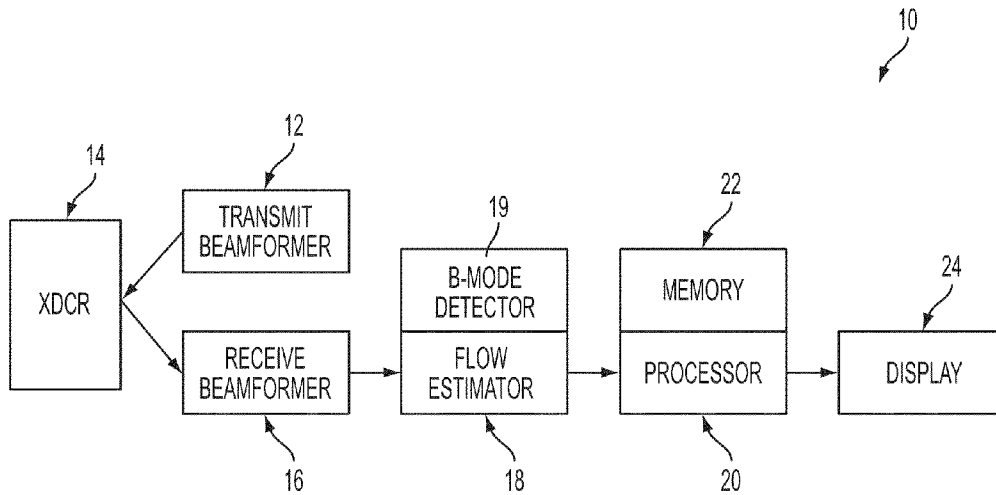 10
12
14
TRANSMIT
BEAMFORMER
19
22
24
XDCR
B-MODE
DETECTOR
MEMORY
RECEIVE
BEAMFORMER
FLOW
ESTIMATOR
PROCESSOR
DISPLAY
16
18
20